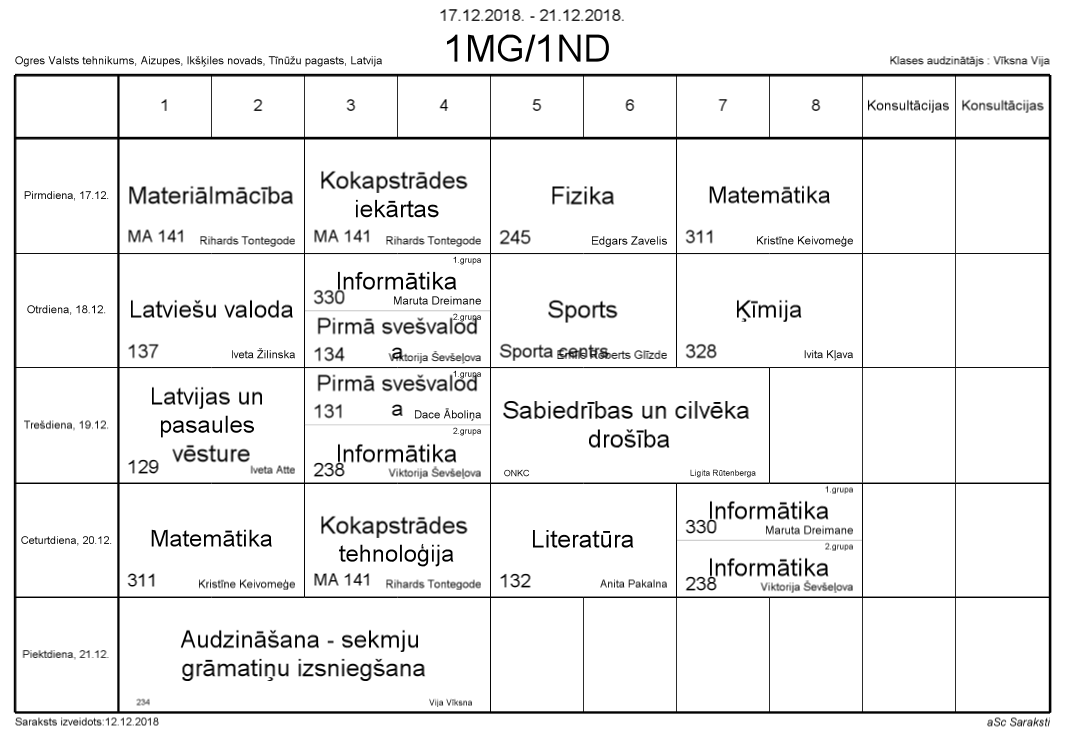 17.12.2018. - 21.12.2018.
1MG/1ND
Ogres Valsts tehnikums, Aizupes, Ikšķiles novads, Tīnūžu pagasts, Latvija
Klases audzinātājs : Vīksna Vija
1 2 3 4 5 6 7 8 Konsultācijas Konsultācijas
Pirmdiena, 17.12.
Materiālmācība
MA 141 Rihards Tontegode
Kokapstrādes
iekārtas
MA 141 Rihards Tontegode
Fizika
245 Edgars Zavelis
Matemātika
311 Kristīne Keivomeģe
Otrdiena, 18.12.
Latviešu valoda
137 Iveta Žilinska
1.grupa
Informātika
330 Maruta Dreimane
2.grupa
Pirmā svešvalod
a
134 Viktorija Ševšeļova
Sports
Sporta centrs Emīls Roberts Glīzde
Ķīmija
328 Ivita Kļava
Trešdiena, 19.12.
Latvijas un
pasaules
vēsture
129 Iveta Atte
1.grupa
Pirmā svešvalod
a
131 Dace Āboliņa
2.grupa
Informātika
238 Viktorija Ševšeļova
Sabiedrības un cilvēka
drošība
ONKC Ligita Rūtenberga
Ceturtdiena, 20.12.
Matemātika
311 Kristīne Keivomeģe
Kokapstrādes
tehnoloģija
MA 141 Rihards Tontegode
Literatūra
132 Anita Pakalna
1.grupa
Informātika
330 Maruta Dreimane
2.grupa
Informātika
238 Viktorija Ševšeļova
Piektdiena, 21.12.
Audzināšana - sekmju
grāmatiņu izsniegšana
234 Vija Vīksna
Saraksts izveidots:12.12.2018
aSc Saraksti